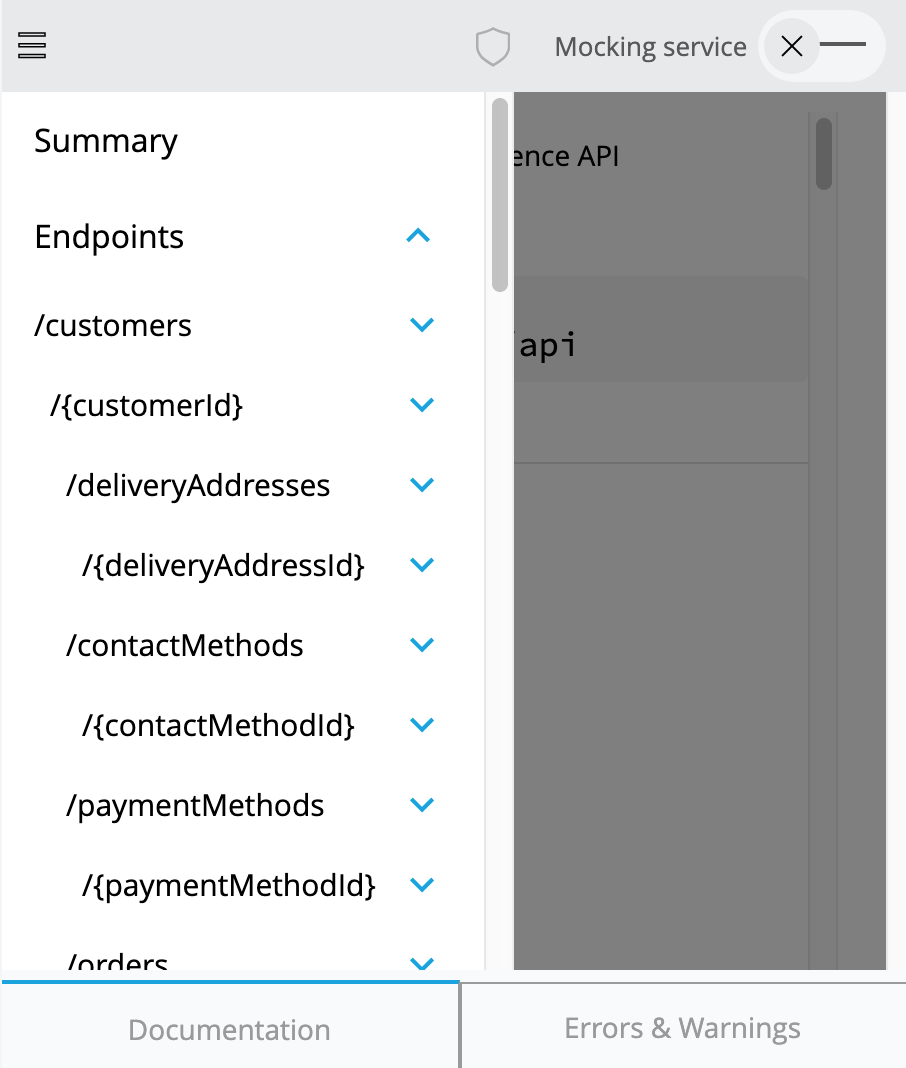 Mocking service
Summary
ence API
Endpoints
/customers
/api
/{customerId}
/deliveryAddresses
/{deliveryAddressId}
/contactMethods
/{contactMethodId}
/paymentMethods
/{paymentMethodId}
/orders
Documentation
Errors & Warnings